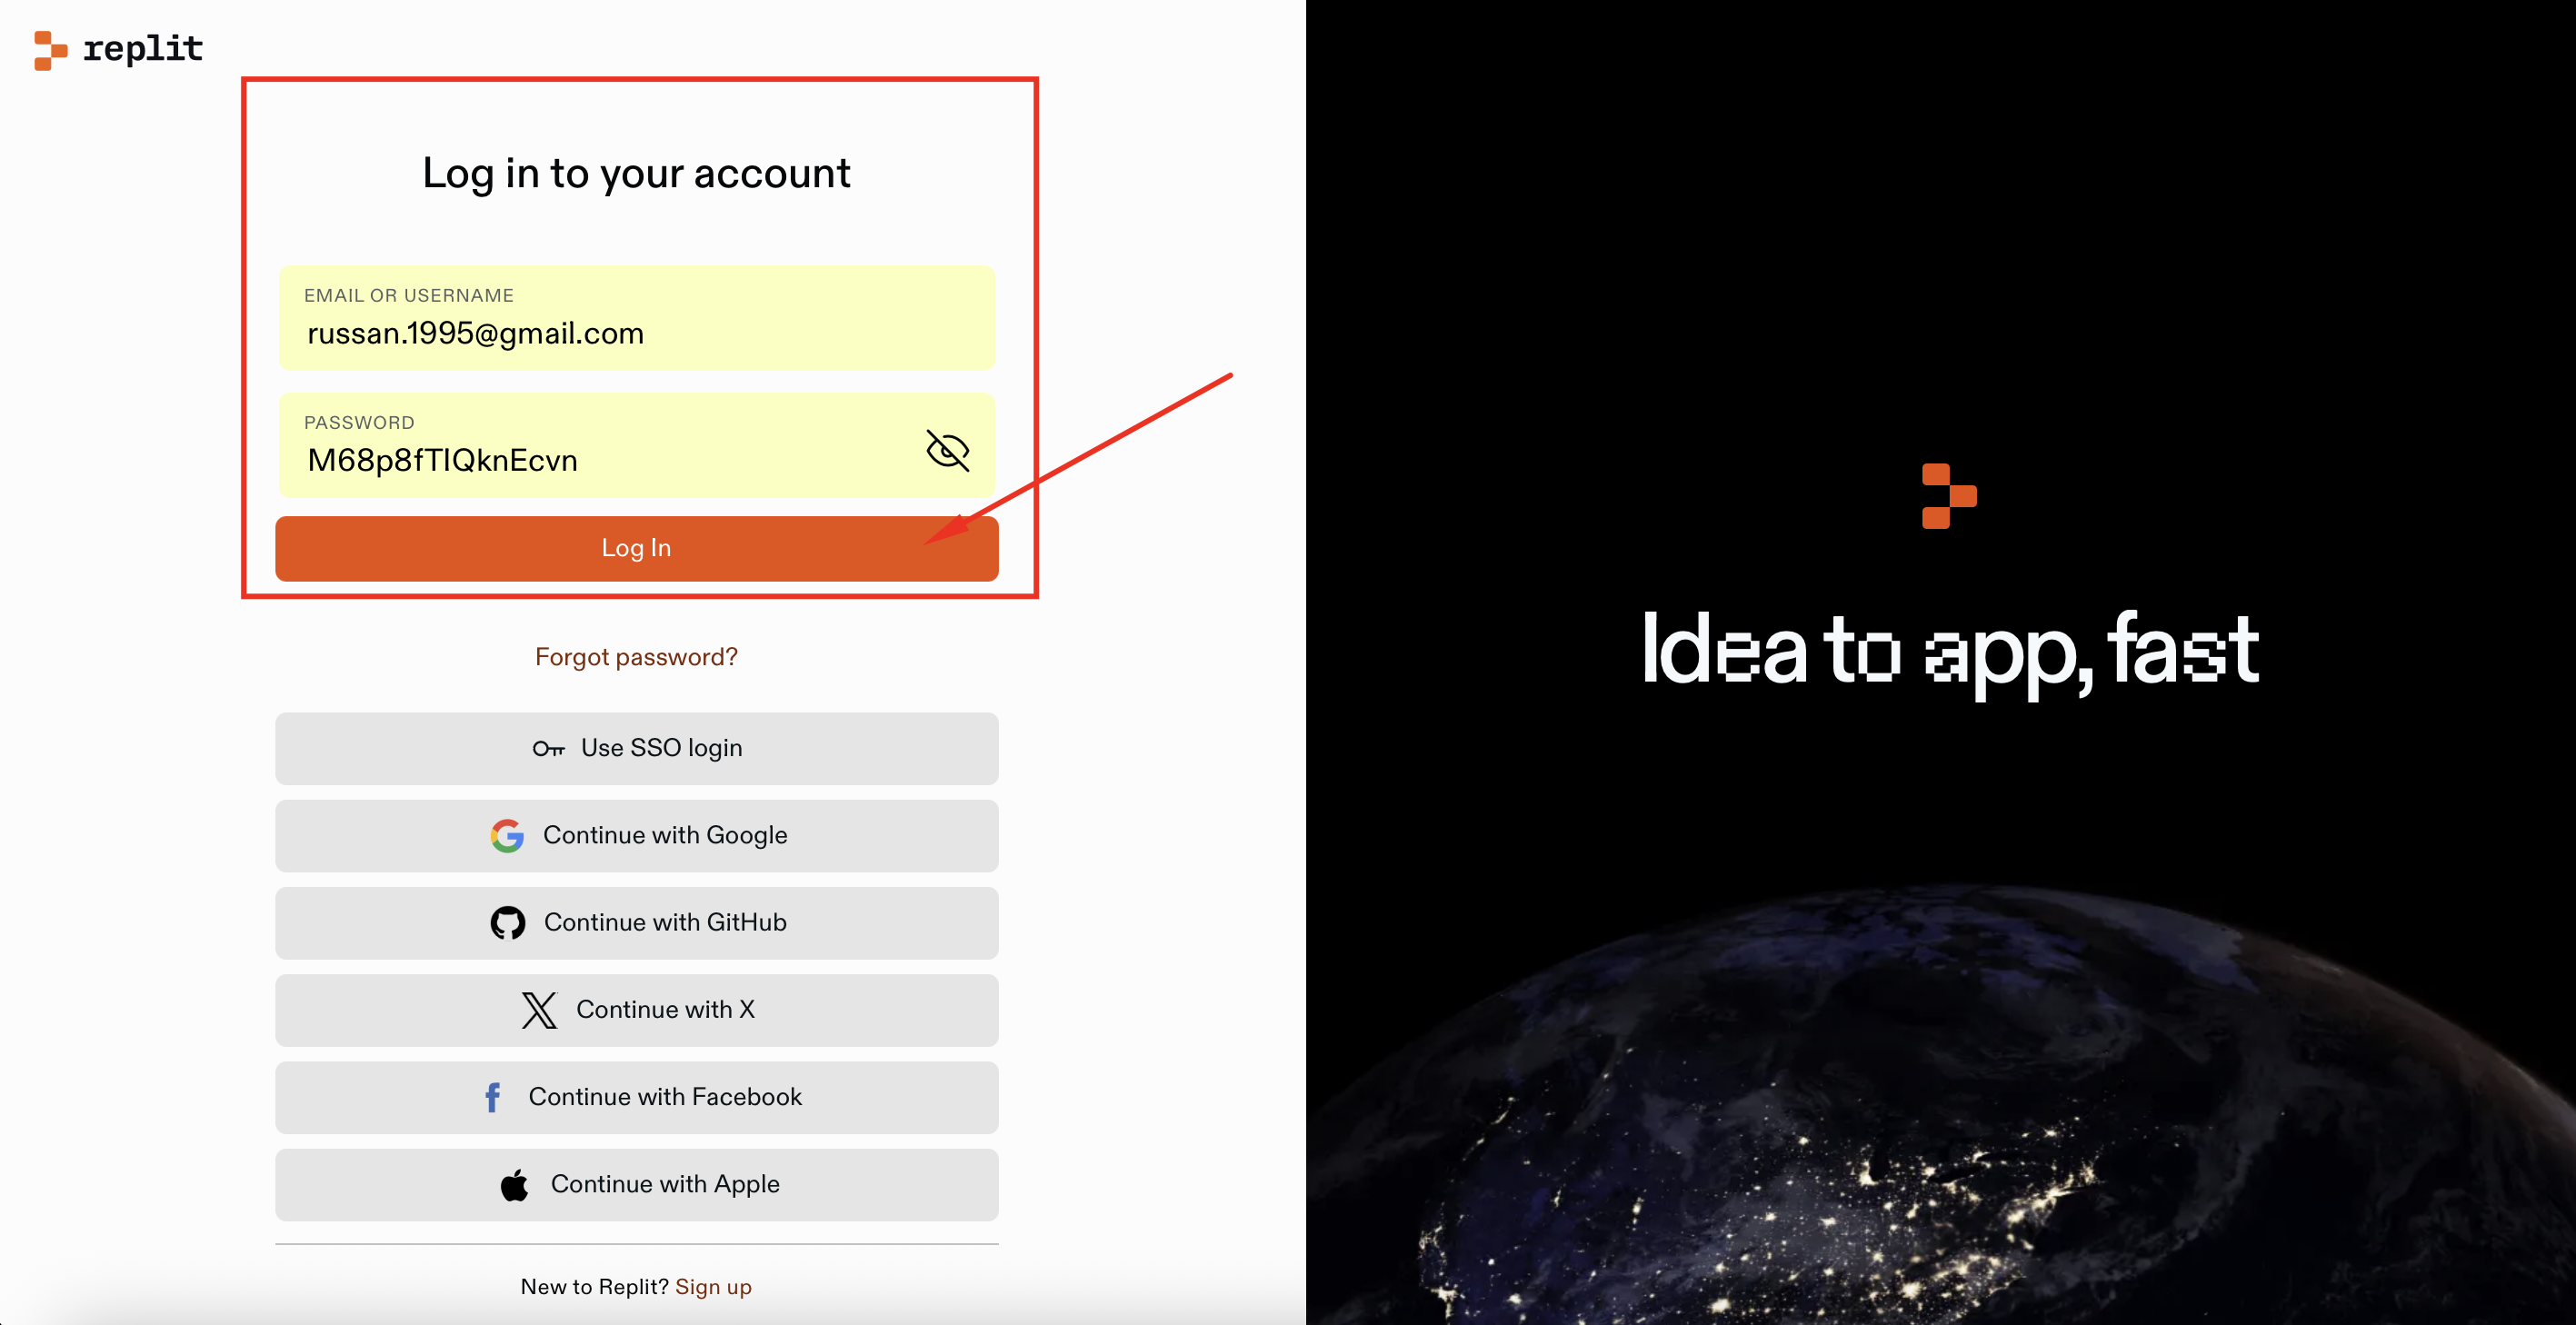 replit
Log in to your account
EMAIL OR USERNAME
russan.1995@gmail.com
PASSWORD
M68p8fTIQknEcvn
Log In
Forgot password?
Use SSO login
Continue with Google
Continue with GitHub
Continue with X
Continue with Facebook
Continue with Apple
New to Replit? Sign up
Idea to app, fast